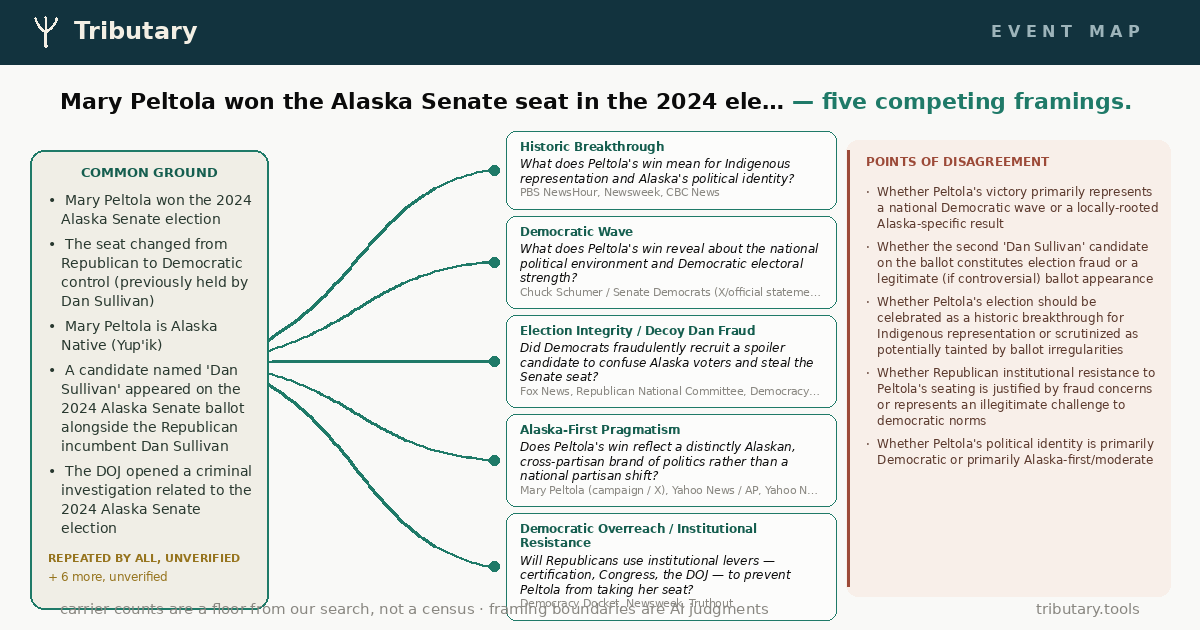 Tributary
EVENT MAP
Mary Peltola won the Alaska Senate seat in the 2024 ele… — five competing framings.
COMMON GROUND
• Mary Peltola won the 2024
Alaska Senate election
• The seat changed from
Republican to Democratic
control (previously held by
Dan Sullivan)
• Mary Peltola is Alaska
Native (Yup'ik)
• A candidate named 'Dan
Sullivan' appeared on the
2024 Alaska Senate ballot
alongside the Republican
incumbent Dan Sullivan
• The DOJ opened a criminal
investigation related to the
2024 Alaska Senate
election
REPEATED BY ALL, UNVERIFIED
+ 6 more, unverified
Historic Breakthrough
What does Peltola's win mean for Indigenous
representation and Alaska's political identity?
PBS NewsHour, Newsweek, CBC News
Democratic Wave
What does Peltola's win reveal about the national
political environment and Democratic electoral
strength?
Chuck Schumer / Senate Democrats (X/official stateme…
Election Integrity / Decoy Dan Fraud
Did Democrats fraudulently recruit a spoiler
candidate to confuse Alaska voters and steal the
Senate seat?
Fox News, Republican National Committee, Democracy…
Alaska-First Pragmatism
Does Peltola's win reflect a distinctly Alaskan,
cross-partisan brand of politics rather than a
national partisan shift?
Mary Peltola (campaign / X), Yahoo News / AP, Yahoo N…
Democratic Overreach / Institutional
Resistance
Will Republicans use institutional levers —
certification, Congress, the DOJ — to prevent
Peltola from taking her seat?
Democracy Docket, Newsweek, Truthout
POINTS OF DISAGREEMENT
· Whether Peltola's victory primarily represents
a national Democratic wave or a locally-rooted
Alaska-specific result
· Whether the second 'Dan Sullivan' candidate
on the ballot constitutes election fraud or a
legitimate (if controversial) ballot appearance
· Whether Peltola's election should be
celebrated as a historic breakthrough for
Indigenous representation or scrutinized as
potentially tainted by ballot irregularities
· Whether Republican institutional resistance to
Peltola's seating is justified by fraud concerns
or represents an illegitimate challenge to
democratic norms
· Whether Peltola's political identity is primarily
Democratic or primarily Alaska-first/moderate
carrier counts are a floor from our search, not a census · framing boundaries are AI judgments
tributary.tools